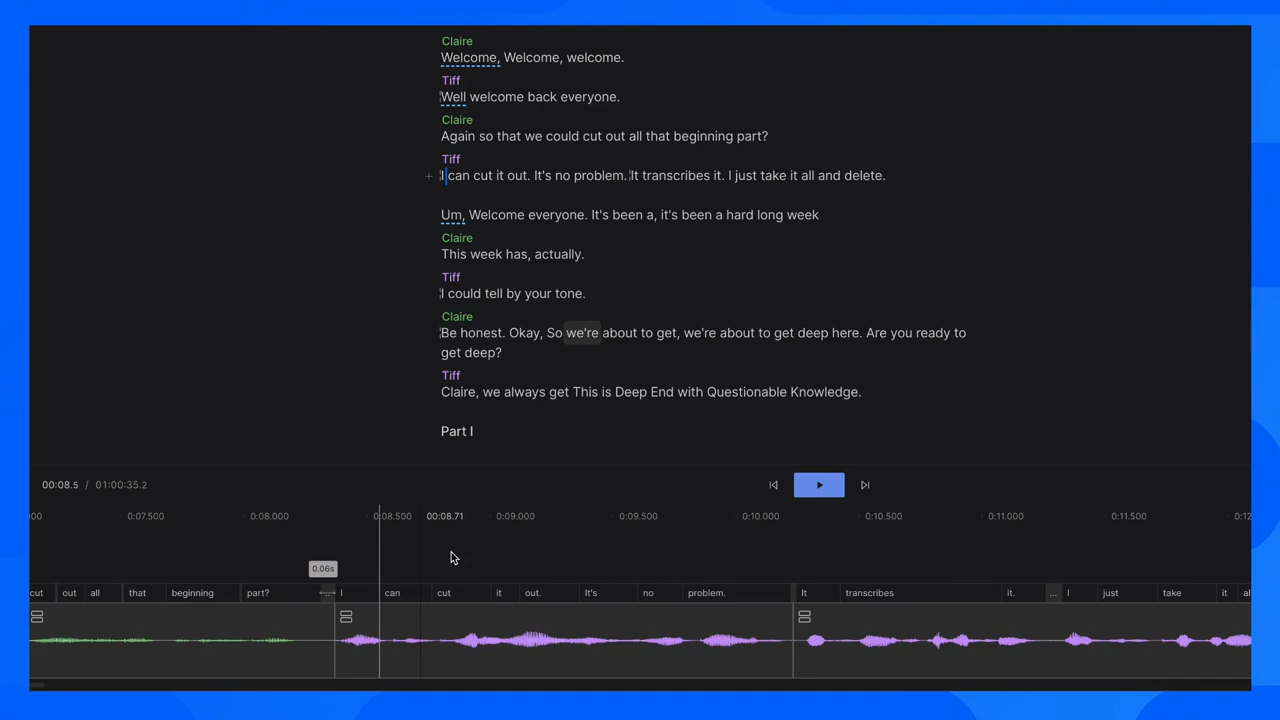 Claire
Welcome, Welcome, welcome.
Tiff
Well welcome back everyone.
Claire
Again so that we could cut out all that beginning part?
Tiff
I can cut it out. It's no problem. It transcribes it. I just take it all and delete.
Um, Welcome everyone. It's been a, it's been a hard long week
Claire
This week has, actually.
Tiff
I could tell by your tone.
Claire
Be honest. Okay, So we're about to get, we're about to get deep here. Are you ready to
get deep?
Tiff
Claire, we always get This is Deep End with Questionable Knowledge.
Part I
00:08.5 / 01:00:35.2
000 0:07.500 0:08.000 0:08.500 00:08.71 0:09.000 0:09.500 0:10.000 0:10.500 0:11.000 0:11.500 0:12
0.06s
cut out all that beginning part? ... I can cut it out. It's no problem. It transcribes it. ... I just take it al